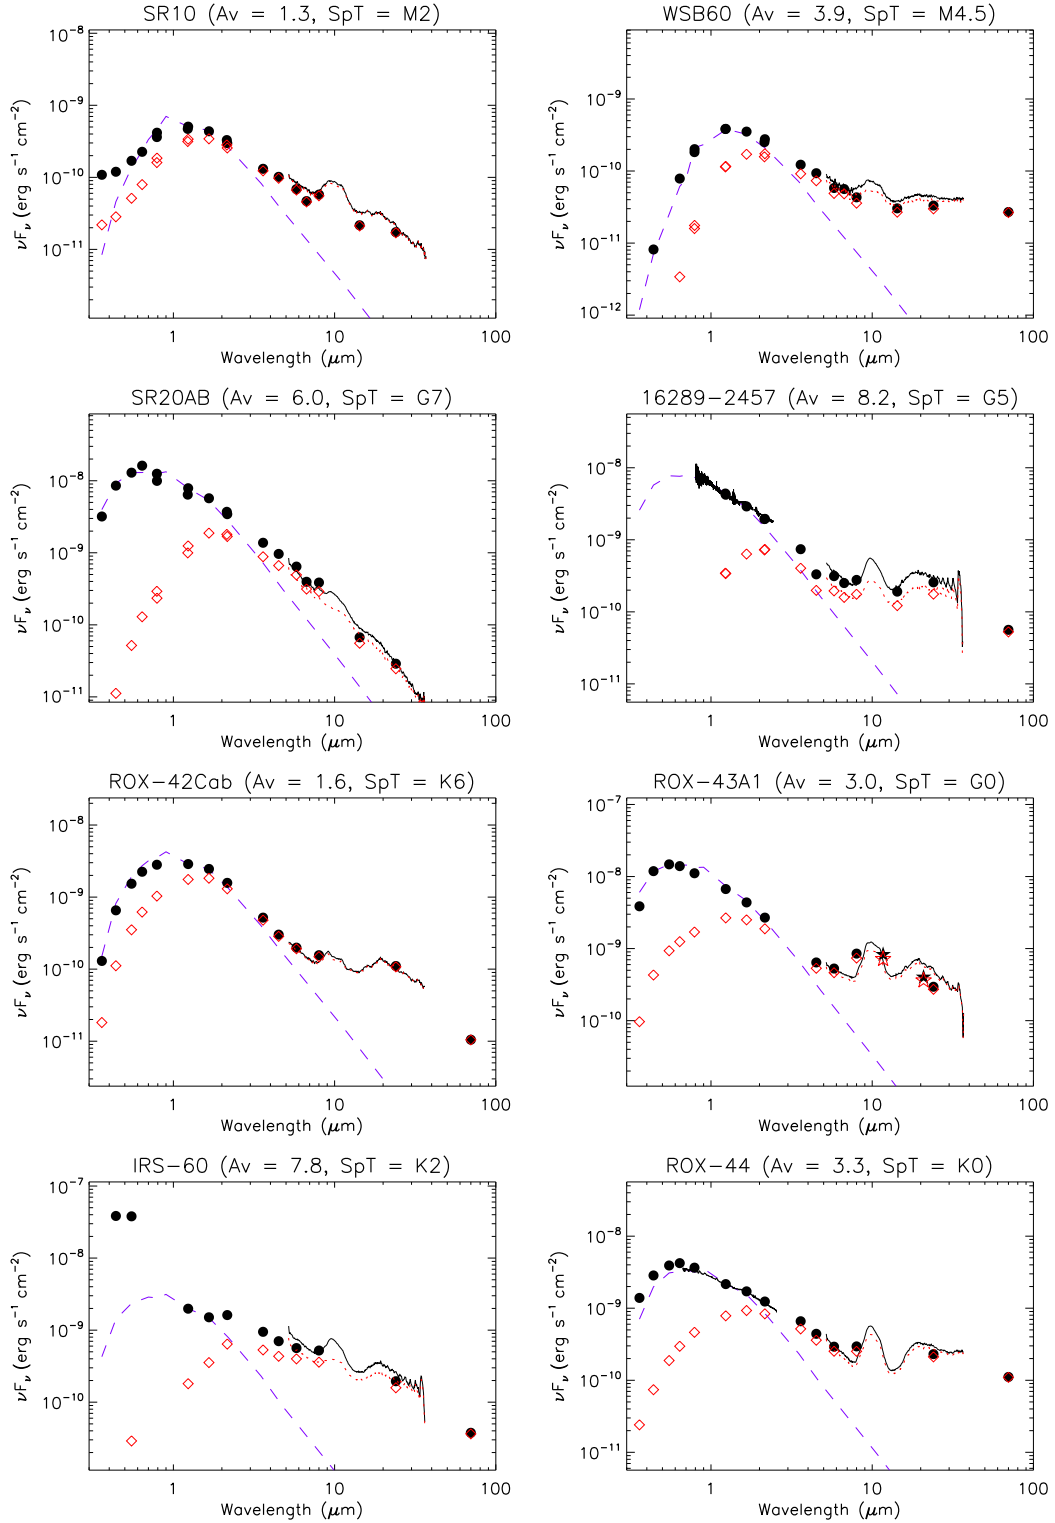 SR10 (Av = 1.3, SpT = M2)
νFν (erg s⁻¹ cm⁻²)
10⁻⁸
10⁻⁹
10⁻¹⁰
10⁻¹¹
1 10 100
Wavelength (μm)
WSB60 (Av = 3.9, SpT = M4.5)
νFν (erg s⁻¹ cm⁻²)
10⁻⁸
10⁻⁹
10⁻¹⁰
10⁻¹¹
10⁻¹²
1 10 100
Wavelength (μm)
SR20AB (Av = 6.0, SpT = G7)
νFν (erg s⁻¹ cm⁻²)
10⁻⁸
10⁻⁹
10⁻¹⁰
10⁻¹¹
1 10 100
Wavelength (μm)
16289−2457 (Av = 8.2, SpT = G5)
νFν (erg s⁻¹ cm⁻²)
10⁻⁸
10⁻⁹
10⁻¹⁰
10⁻¹¹
1 10 100
Wavelength (μm)
ROX−42Cab (Av = 1.6, SpT = K6)
νFν (erg s⁻¹ cm⁻²)
10⁻⁸
10⁻⁹
10⁻¹⁰
10⁻¹¹
1 10 100
Wavelength (μm)
ROX−43A1 (Av = 3.0, SpT = G0)
νFν (erg s⁻¹ cm⁻²)
10⁻⁷
10⁻⁸
10⁻⁹
10⁻¹⁰
1 10 100
Wavelength (μm)
IRS−60 (Av = 7.8, SpT = K2)
νFν (erg s⁻¹ cm⁻²)
10⁻⁷
10⁻⁸
10⁻⁹
10⁻¹⁰
1 10 100
Wavelength (μm)
ROX−44 (Av = 3.3, SpT = K0)
νFν (erg s⁻¹ cm⁻²)
10⁻⁷
10⁻⁸
10⁻⁹
10⁻¹⁰
10⁻¹¹
1 10 100
Wavelength (μm)